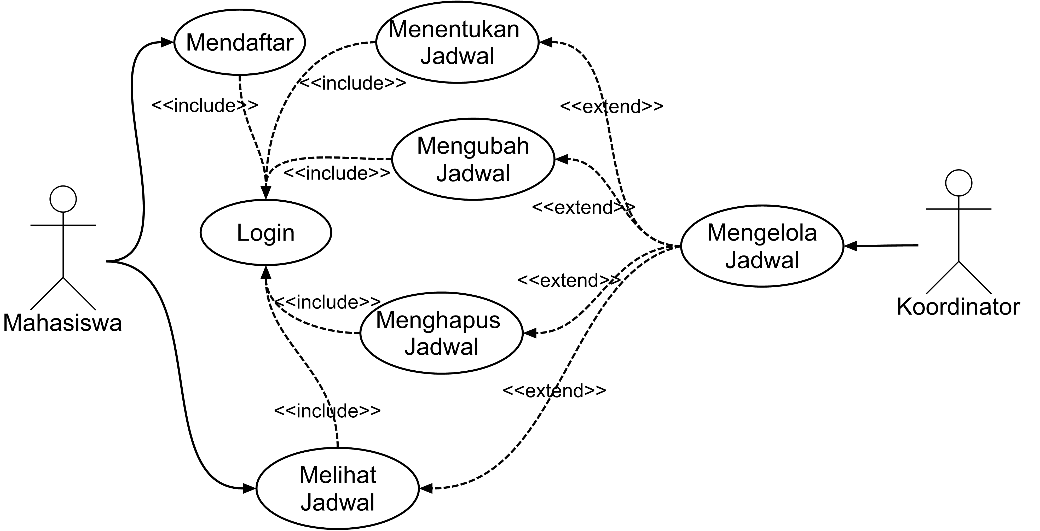 Mendaftar
Menentukan
Jadwal
<<include>>
<<include>>
<<extend>>
Mengubah
Jadwal
<<include>>
<<extend>>
Login
Mengelola
Jadwal
Mahasiswa
Koordinator
<<extend>>
<<include>>
Menghapus
Jadwal
<<extend>>
<<include>>
Melihat
Jadwal